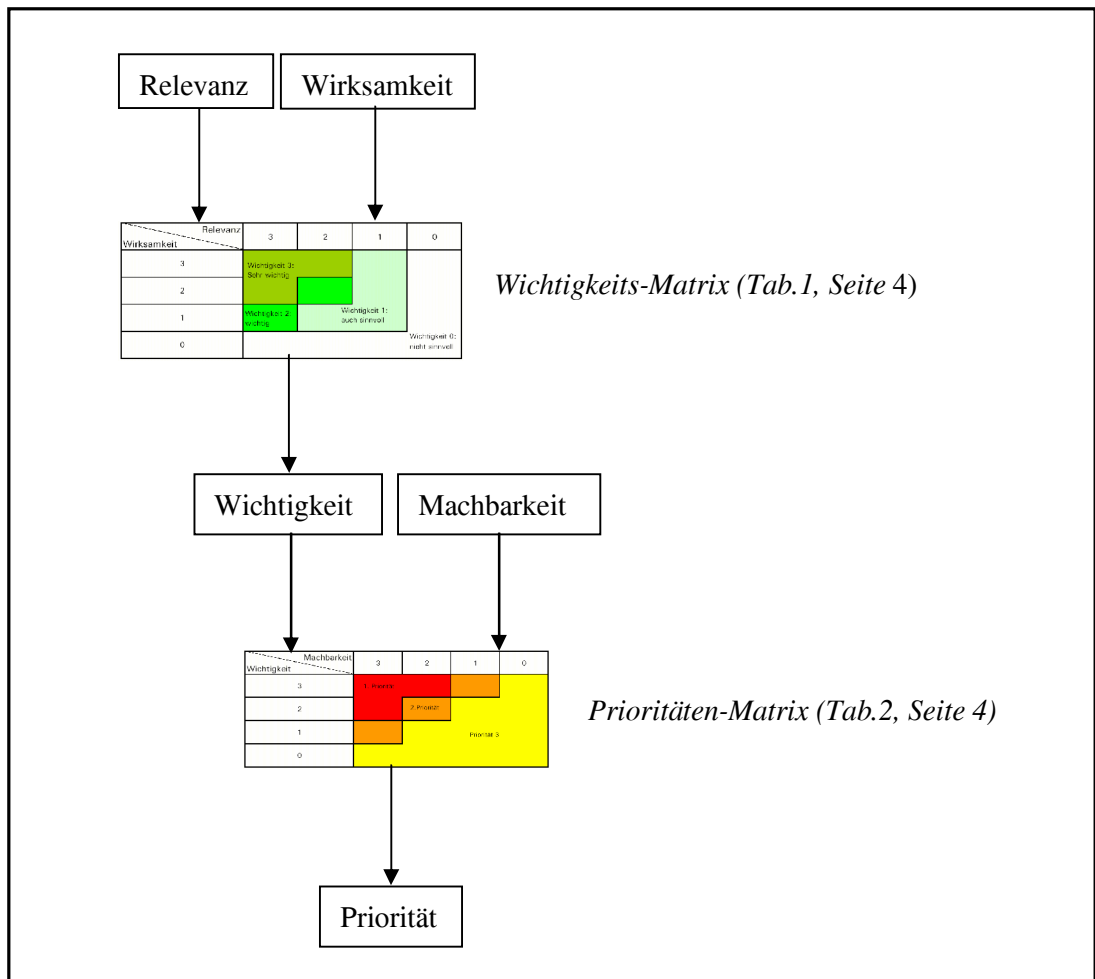 Relevanz Wirksamkeit
Relevanz 3 2 1 0
Wirksamkeit
3 Wichtigkeit 3:
Sehr wichtig
2
1 Wichtigkeit 2: Wichtigkeit 1:
wichtig auch sinnvoll
Wichtigkeit 0:
0 nicht sinnvoll
Wichtigkeits-Matrix (Tab.1, Seite 4)
Wichtigkeit Machbarkeit
Machbarkeit 3 2 1 0
Wichtigkeit
3 1. Priorität
2 2. Priorität
1 Priorität 3
0
Prioritäten-Matrix (Tab.2, Seite 4)
Priorität